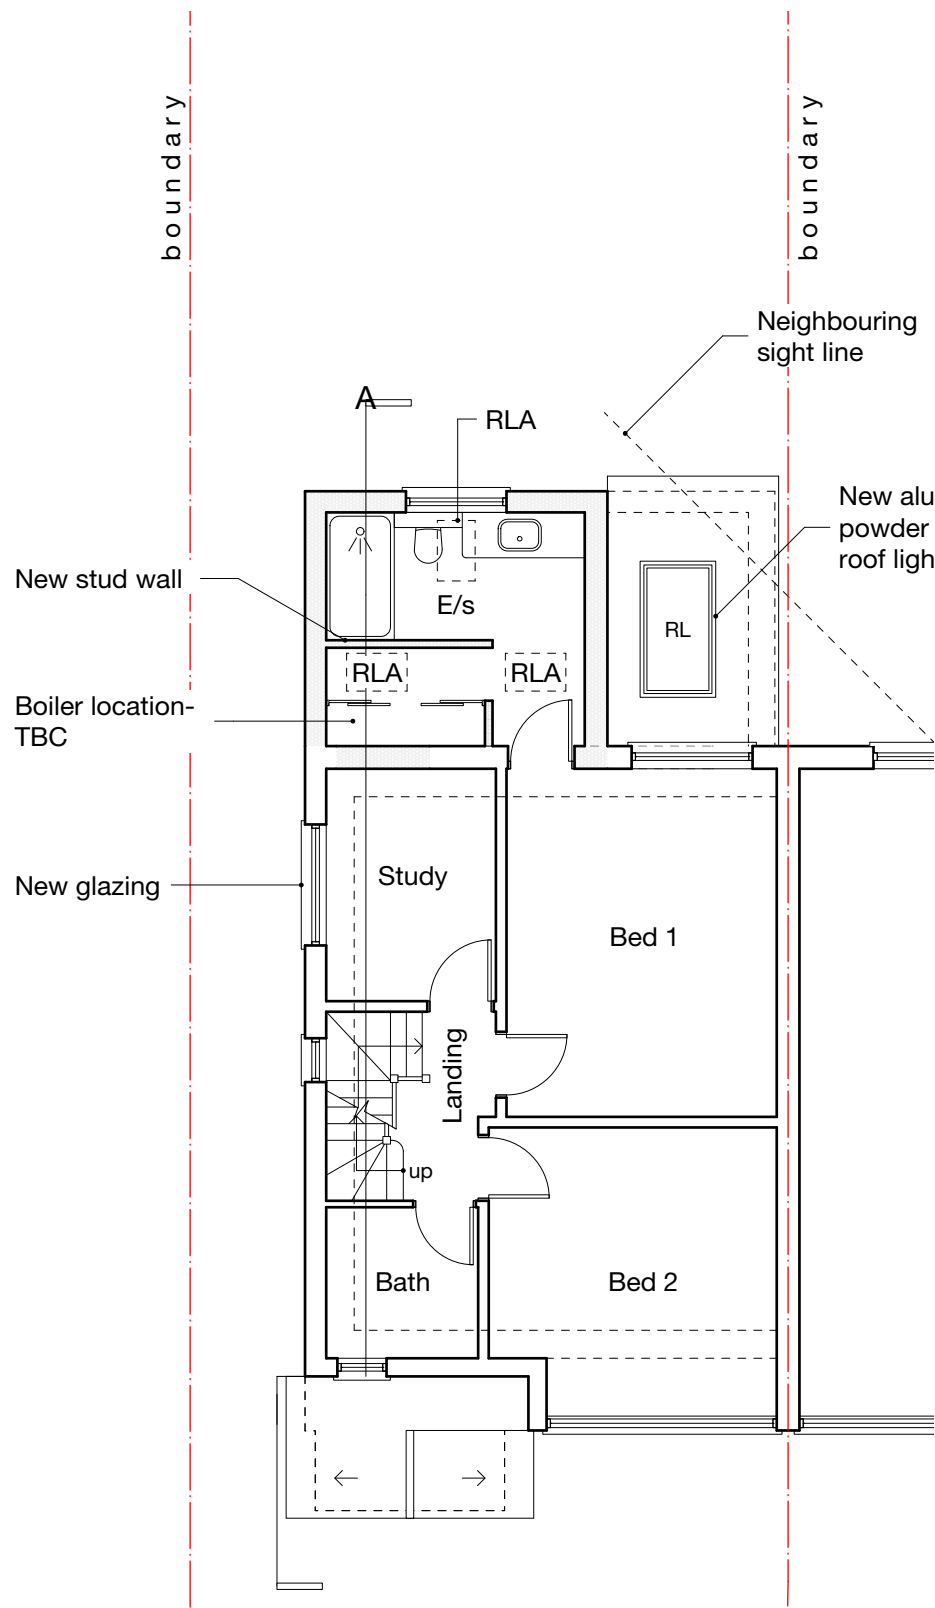 boundary
boundary
Neighbouring
sight line
A
RLA
New alu
powder
roof ligh
New stud wall
E/s
RL
RLA
RLA
Boiler location-
TBC
Study
New glazing
Bed 1
Landing
up
Bath
Bed 2